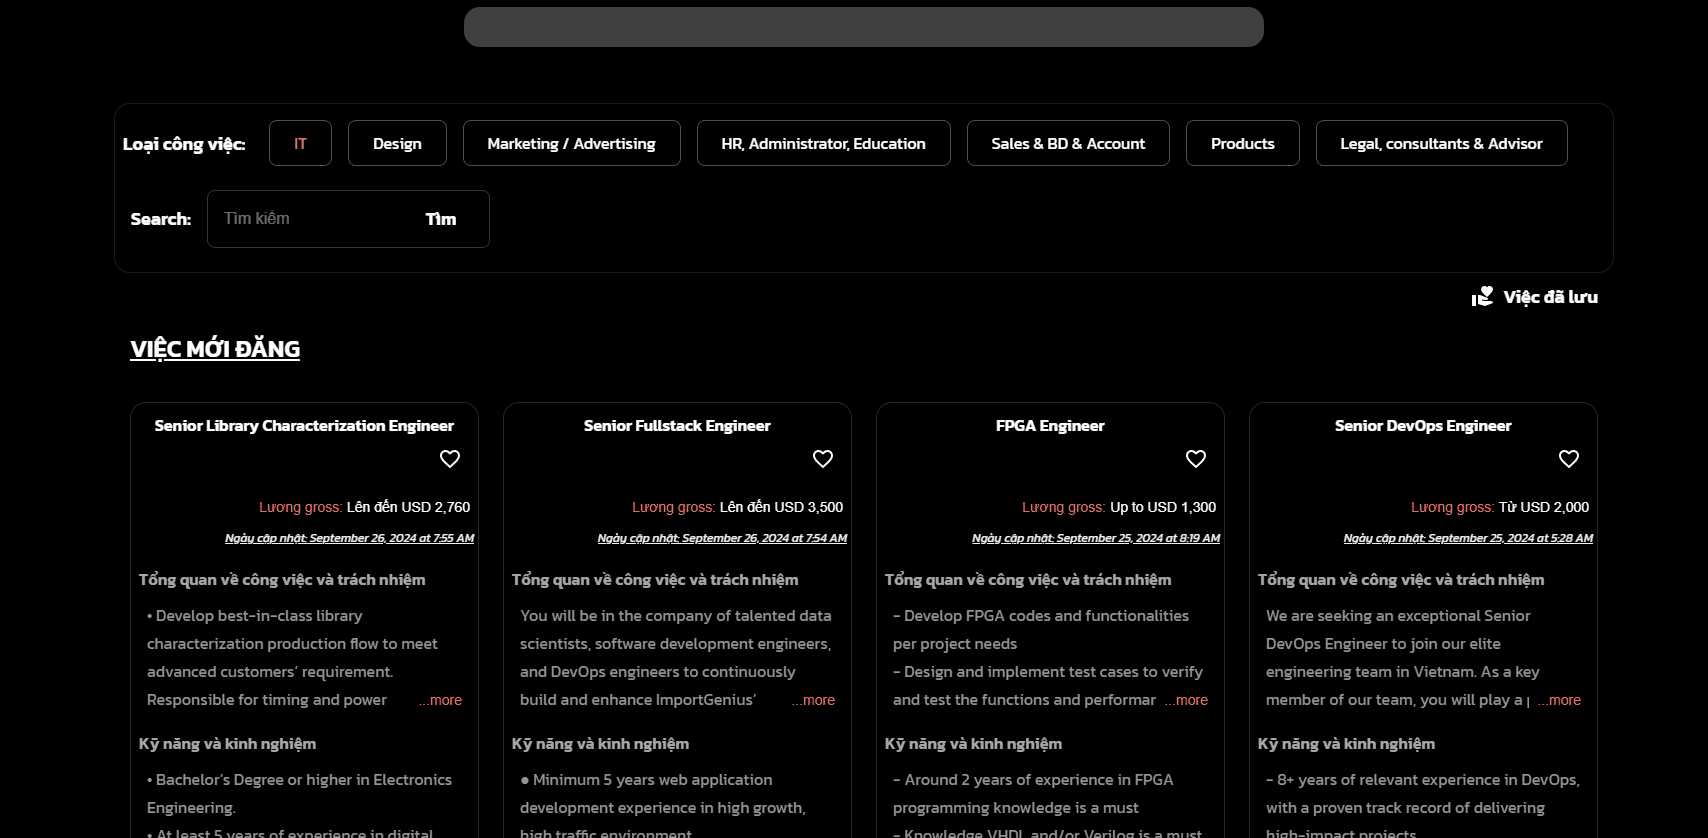 Loại công việc: IT Design Marketing / Advertising HR, Administrator, Education Sales & BD & Account Products Legal, consultants & Advisor
Search: Tìm kiếm Tìm
Việc đã lưu
VIỆC MỚI ĐĂNG
Senior Library Characterization Engineer
Lương gross: Lên đến USD 2,760
Ngày cập nhật: September 26, 2024 at 7:55 AM
Tổng quan về công việc và trách nhiệm
• Develop best-in-class library
characterization production flow to meet
advanced customers’ requirement.
Responsible for timing and power ...more
Kỹ năng và kinh nghiệm
• Bachelor’s Degree or higher in Electronics
Engineering.
• At least 5 years of experience in digital
Senior Fullstack Engineer
Lương gross: Lên đến USD 3,500
Ngày cập nhật: September 26, 2024 at 7:54 AM
Tổng quan về công việc và trách nhiệm
You will be in the company of talented data
scientists, software development engineers,
and DevOps engineers to continuously
build and enhance ImportGenius’ ...more
Kỹ năng và kinh nghiệm
● Minimum 5 years web application
development experience in high growth,
high traffic environment
FPGA Engineer
Lương gross: Up to USD 1,300
Ngày cập nhật: September 25, 2024 at 8:19 AM
Tổng quan về công việc và trách nhiệm
- Develop FPGA codes and functionalities
per project needs
- Design and implement test cases to verify
and test the functions and performar ...more
Kỹ năng và kinh nghiệm
- Around 2 years of experience in FPGA
programming knowledge is a must
- Knowledge VHDL and/or Verilog is a must
Senior DevOps Engineer
Lương gross: Từ USD 2,000
Ngày cập nhật: September 25, 2024 at 5:28 AM
Tổng quan về công việc và trách nhiệm
We are seeking an exceptional Senior
DevOps Engineer to join our elite
engineering team in Vietnam. As a key
member of our team, you will play a ...more
Kỹ năng và kinh nghiệm
- 8+ years of relevant experience in DevOps,
with a proven track record of delivering
high-impact projects